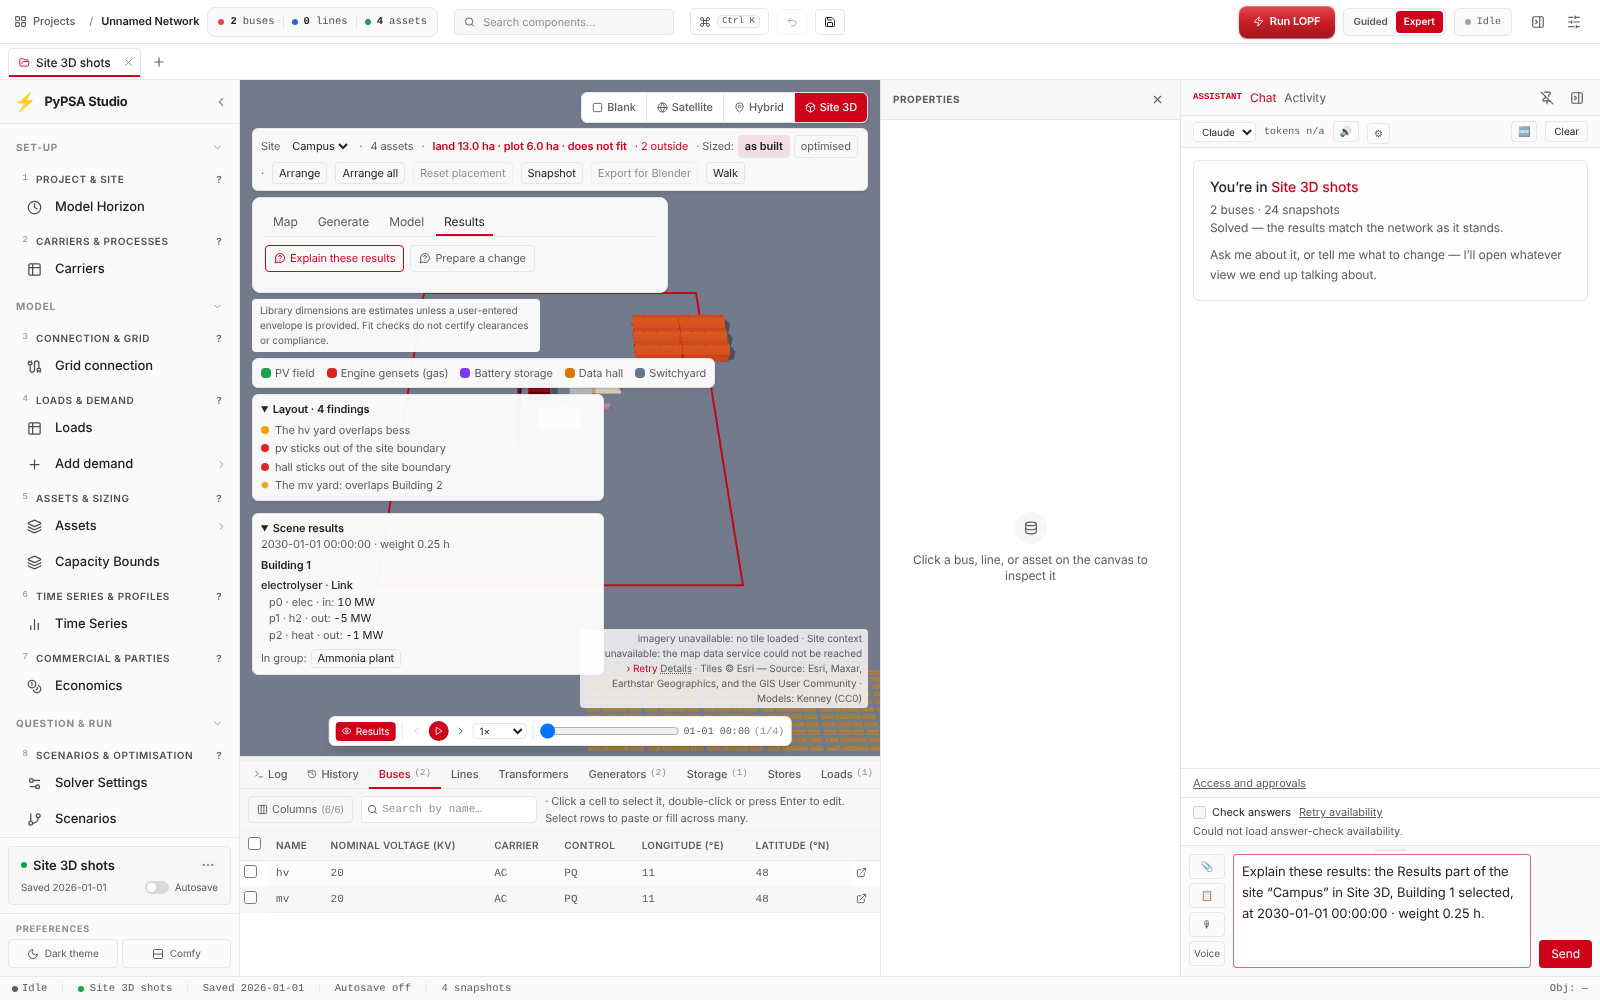 Projects / Unnamed Network
2 buses 0 lines 4 assets
Search components...
⌘ Ctrl K
Run LOPF
Guided Expert
Idle
Site 3D shots
PyPSA Studio
SET-UP
1 PROJECT & SITE ?
Model Horizon
2 CARRIERS & PROCESSES ?
Carriers
MODEL
3 CONNECTION & GRID ?
Grid connection
4 LOADS & DEMAND ?
Loads
Add demand
5 ASSETS & SIZING ?
Assets
Capacity Bounds
6 TIME SERIES & PROFILES ?
Time Series
7 COMMERCIAL & PARTIES ?
Economics
QUESTION & RUN
8 SCENARIOS & OPTIMISATION ?
Solver Settings
Scenarios
Site 3D shots ...
Saved 2026-01-01 Autosave
PREFERENCES
Dark theme Comfy
Blank Satellite Hybrid Site 3D
Site Campus · 4 assets · land 13.0 ha · plot 6.0 ha · does not fit · 2 outside · Sized: as built optimised
· Arrange Arrange all Reset placement Snapshot Export for Blender Walk
Map Generate Model Results
Explain these results Prepare a change
Library dimensions are estimates unless a user-entered
envelope is provided. Fit checks do not certify clearances
or compliance.
PV field Engine gensets (gas) Battery storage Data hall Switchyard
▼ Layout · 4 findings
The hv yard overlaps bess
pv sticks out of the site boundary
hall sticks out of the site boundary
The mv yard: overlaps Building 2
▼ Scene results
2030-01-01 00:00:00 · weight 0.25 h
Building 1
electrolyser · Link
p0 · elec · in: 10 MW
p1 · h2 · out: -5 MW
p2 · heat · out: -1 MW
In group: Ammonia plant
imagery unavailable: no tile loaded · Site context
unavailable: the map data service could not be reached
› Retry Details · Tiles © Esri — Source: Esri, Maxar,
Earthstar Geographics, and the GIS User Community ·
Models: Kenney (CC0)
Results 1× 01-01 00:00 (1/4)
Log History Buses (2) Lines Transformers Generators (2) Storage (1) Stores Loads (1)
Columns (6/6) Search by name…
· Click a cell to select it, double-click or press Enter to edit.
Select rows to paste or fill across many.
NAME NOMINAL VOLTAGE (KV) CARRIER CONTROL LONGITUDE (°E) LATITUDE (°N)
hv 20 AC PQ 11 48
mv 20 AC PQ 11 48
PROPERTIES
Click a bus, line, or asset on the canvas to
inspect it
ASSISTANT Chat Activity
Claude tokens n/a Clear
You’re in Site 3D shots
2 buses · 24 snapshots
Solved — the results match the network as it stands.
Ask me about it, or tell me what to change — I’ll open whatever
view we end up talking about.
Access and approvals
Check answers Retry availability
Could not load answer-check availability.
Explain these results: the Results part of the
site “Campus” in Site 3D, Building 1 selected,
at 2030-01-01 00:00:00 · weight 0.25 h.
Voice
Send
Idle Site 3D shots Saved 2026-01-01 Autosave off 4 snapshots Obj: —